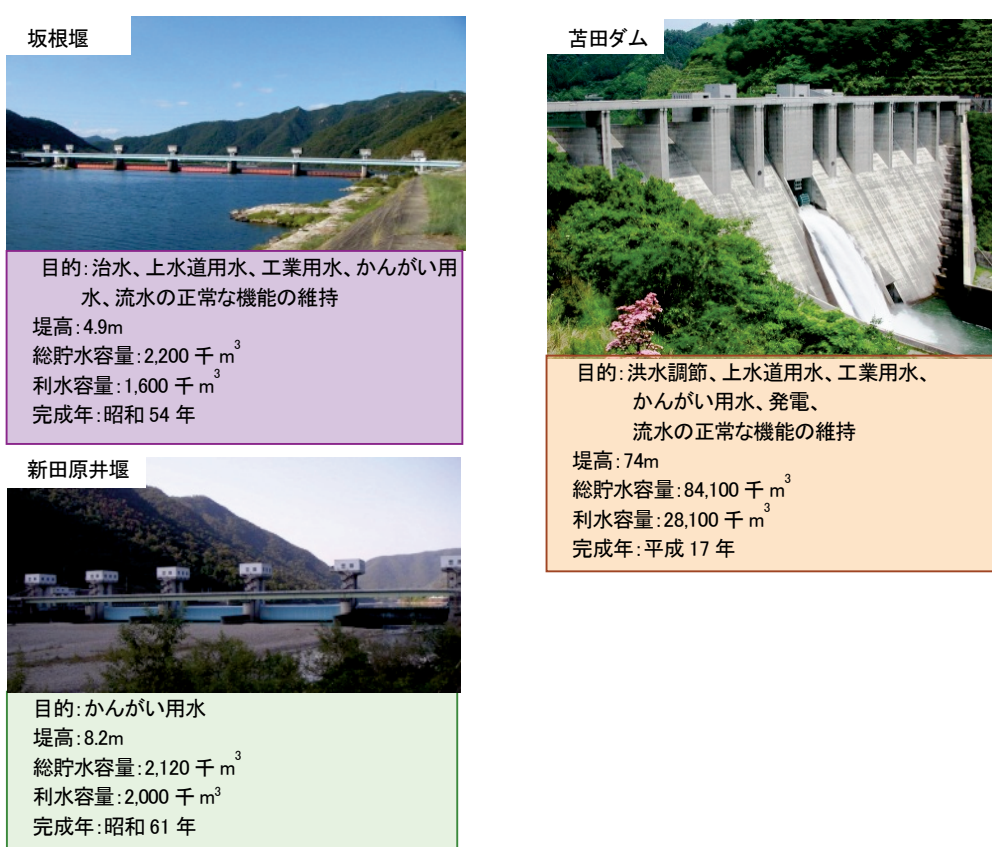 坂根堰
目的：治水、上水道用水、工業用水、かんがい用
水、流水の正常な機能の維持
堤高：4.9m
総貯水容量：2,200 千 m³
利水容量：1,600 千 m³
完成年：昭和 54 年
新田原井堰
目的：かんがい用水
堤高：8.2m
総貯水容量：2,120 千 m³
利水容量：2,000 千 m³
完成年：昭和 61 年
苫田ダム
目的：洪水調節、上水道用水、工業用水、
かんがい用水、発電、
流水の正常な機能の維持
堤高：74m
総貯水容量：84,100 千 m³
利水容量：28,100 千 m³
完成年：平成 17 年